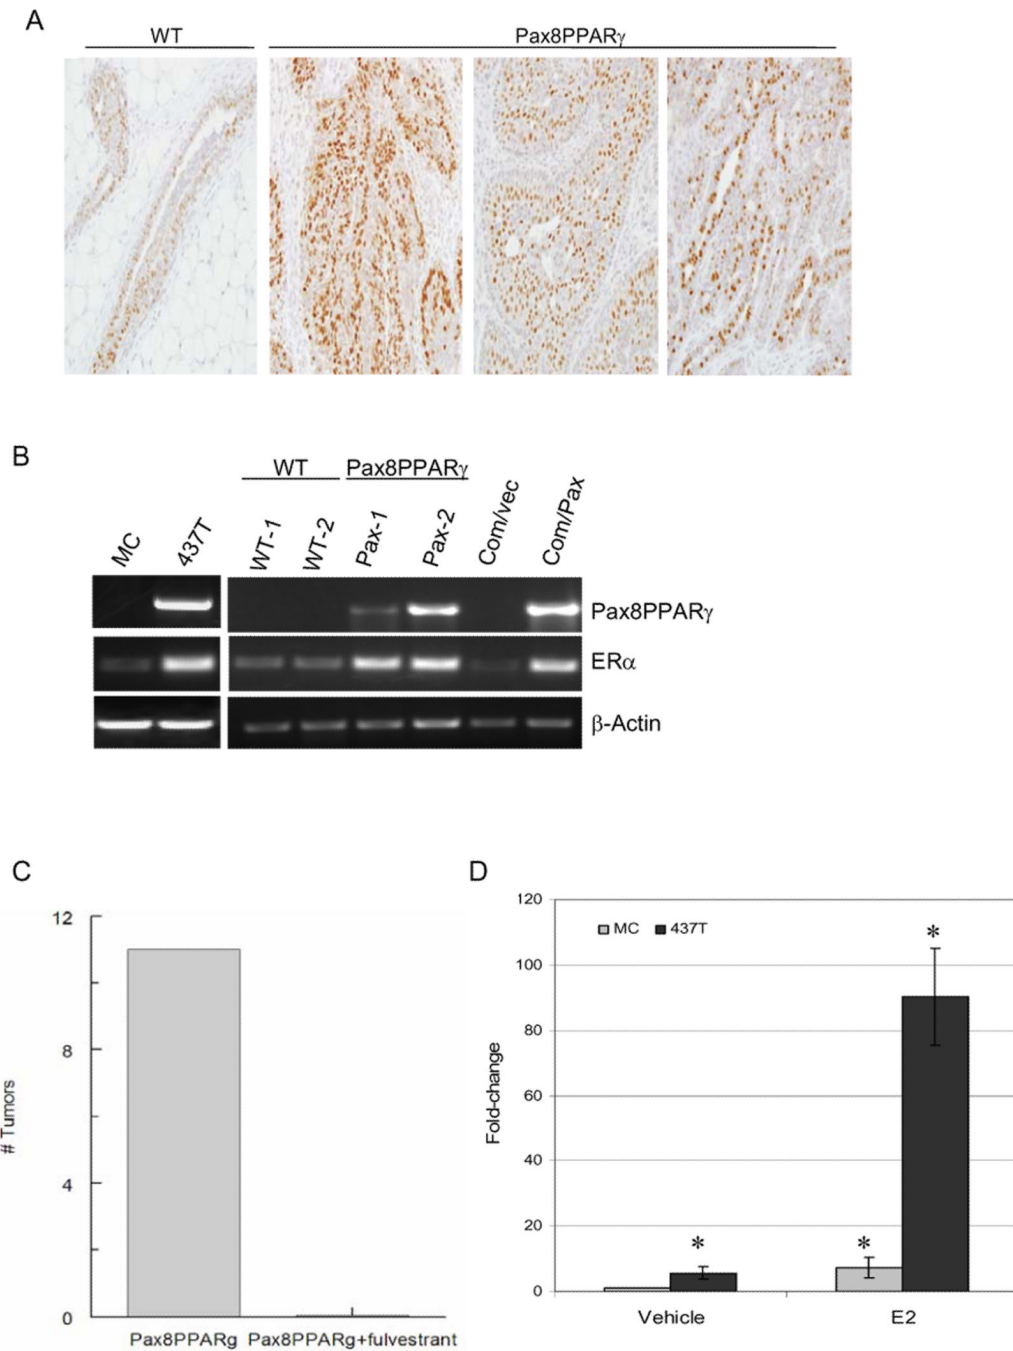 A
WT
Pax8PPARγ
B
WT
Pax8PPARγ
MC
437T
WT-1
WT-2
Pax-1
Pax-2
Com/vec
Com/Pax
Pax8PPARγ
ERα
β-Actin
C
# Tumors
12
8
4
0
Pax8PPARg
Pax8PPARg+fulvestrant
D
Fold-change
120
100
80
60
40
20
0
MC
437T
*
*
*
Vehicle
E2